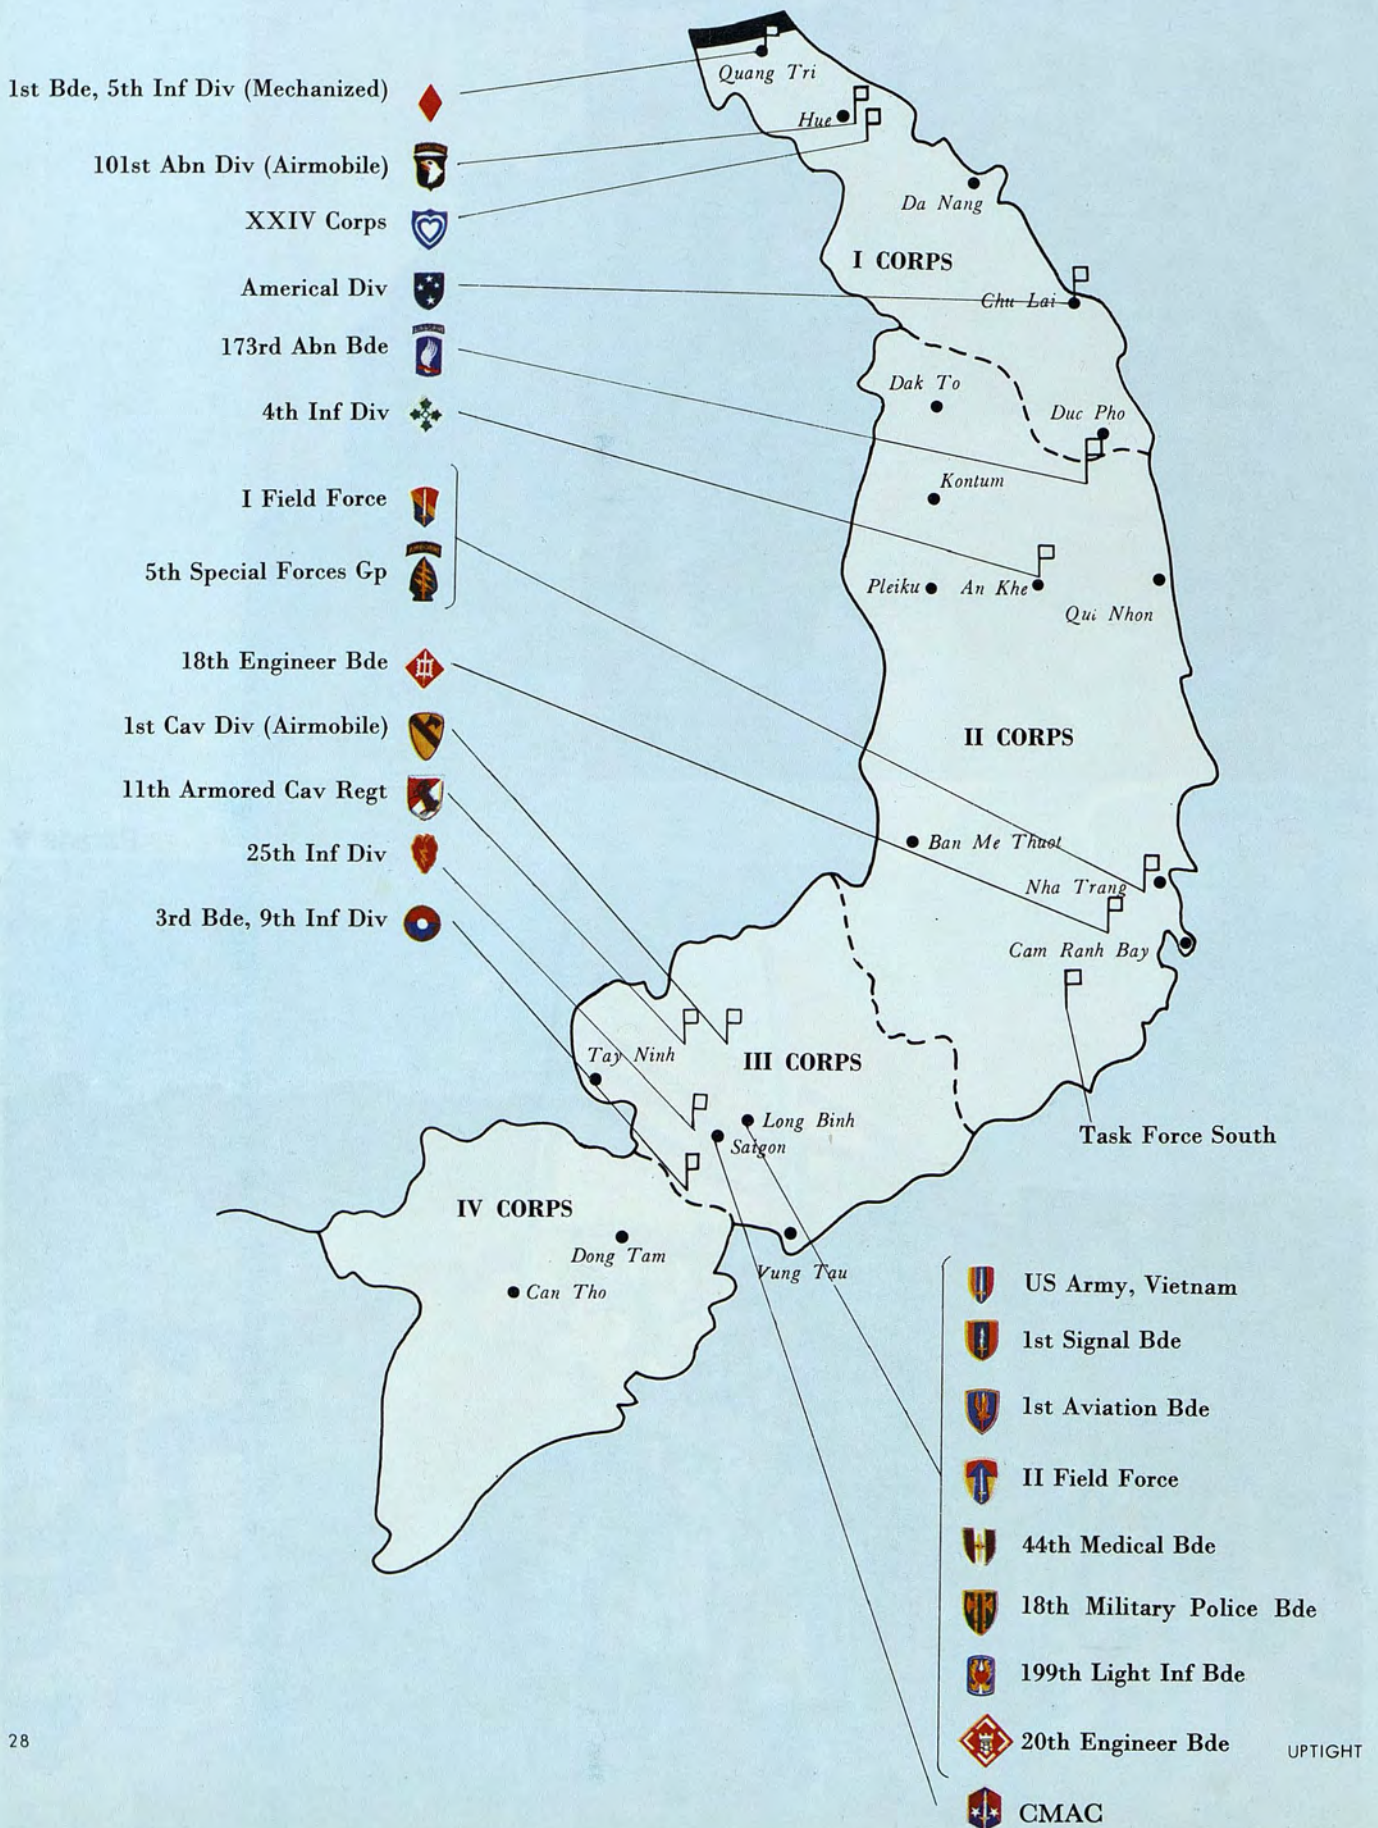 1st Bde, 5th Inf Div (Mechanized)
101st Abn Div (Airmobile)
XXIV Corps
Americal Div
173rd Abn Bde
4th Inf Div
I Field Force
5th Special Forces Gp
18th Engineer Bde
1st Cav Div (Airmobile)
11th Armored Cav Regt
25th Inf Div
3rd Bde, 9th Inf Div
Quang Tri
Hue
Da Nang
I CORPS
Chu Lai
Dak To
Duc Pho
Kontum
Pleiku
An Khe
Qui Nhon
II CORPS
Ban Me Thuot
Nha Trang
Cam Ranh Bay
Tay Ninh
III CORPS
Long Binh
Saigon
Task Force South
IV CORPS
Dong Tam
Can Tho
Vung Tau
US Army, Vietnam
1st Signal Bde
1st Aviation Bde
II Field Force
44th Medical Bde
18th Military Police Bde
199th Light Inf Bde
20th Engineer Bde
CMAC
28
UPTIGHT